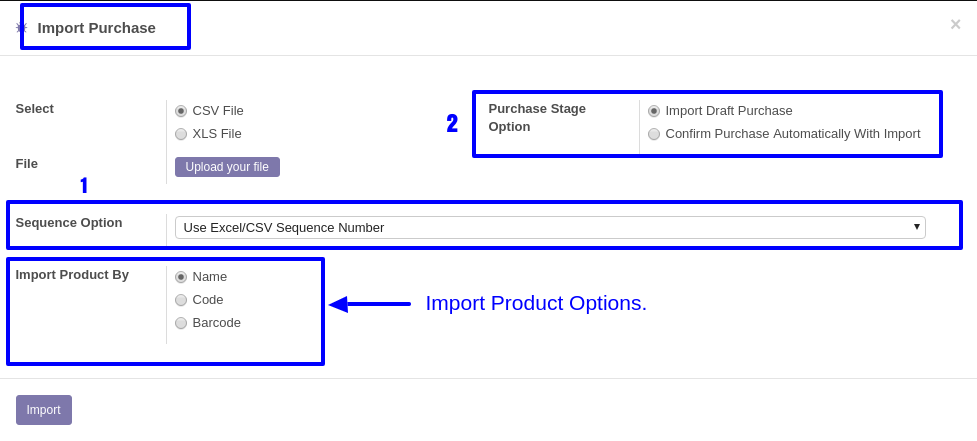 Import Purchase
×
Select
CSV File
XLS File
File
Upload your file
2
Purchase Stage
Option
Import Draft Purchase
Confirm Purchase Automatically With Import
1
Sequence Option
Use Excel/CSV Sequence Number
Import Product By
Name
Code
Barcode
Import Product Options.
Import